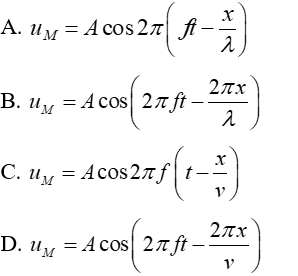 A. u_M = A cos 2π( ft − x/λ )
B. u_M = A cos( 2πft − 2πx/λ )
C. u_M = A cos 2πf( t − x/v )
D. u_M = A cos( 2πft − 2πx/v )